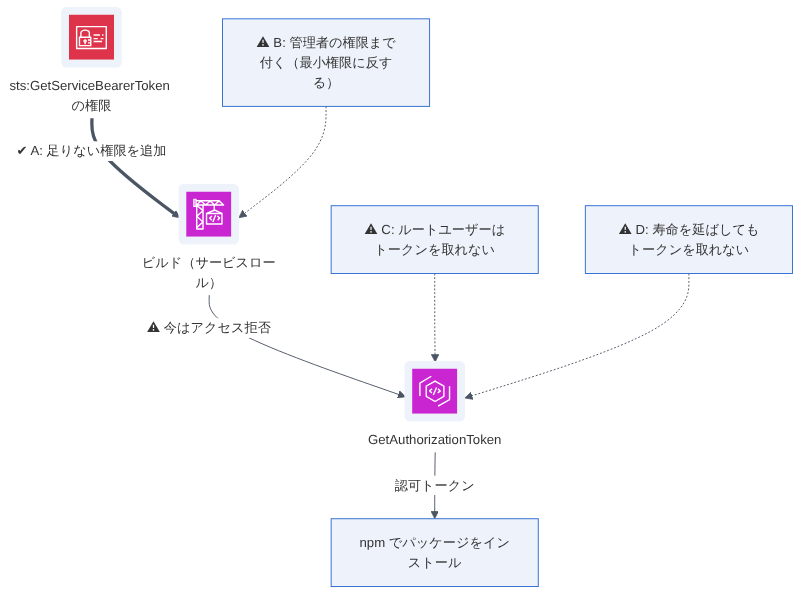 sts:GetServiceBearerToken
の権限
⚠ B: 管理者の権限まで
付く（最小権限に反す
る）
✔ A: 足りない権限を追加
ビルド（サービスロー
ル）
⚠ C: ルートユーザーは
トークンを取れない
⚠ D: 寿命を延ばしても
トークンを取れない
⚠ 今はアクセス拒否
GetAuthorizationToken
認可トークン
npm でパッケージをイン
ストール